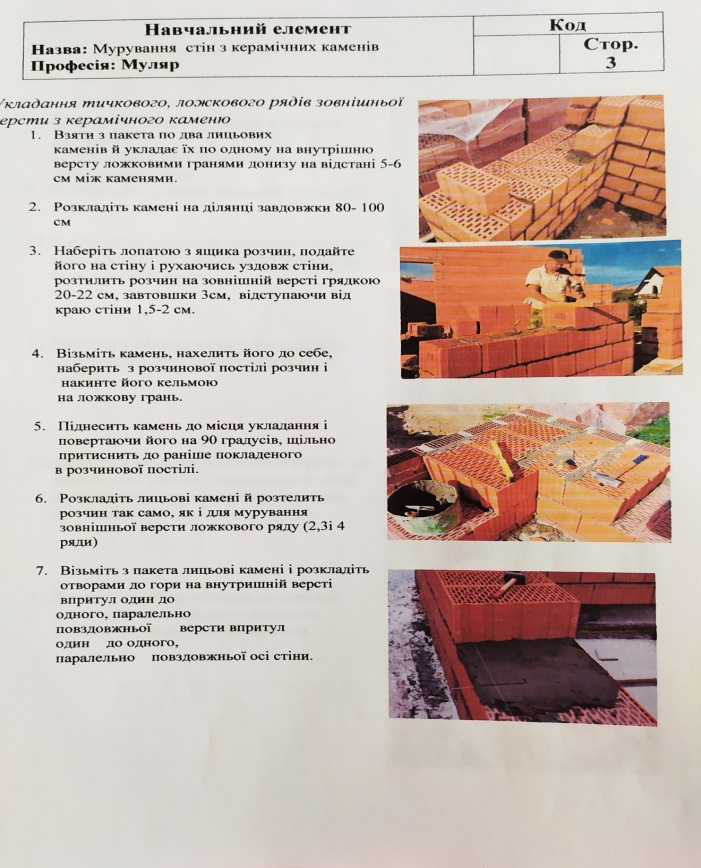 Навчальний елемент
Код
Назва: Мурування стін з керамічних каменів
Професія: Муляр
Стор.
3
Укладання тичкового, ложкового рядів зовнішньої
ерсти з керамічного каменю
1. Взяти з пакета по два лицьових
каменів й укладає їх по одному на внутрішню
версту ложковими гранями донизу на відстані 5-6
см між каменями.
2. Розкладіть камені на ділянці завдовжки 80- 100
см
3. Наберіть лопатою з ящика розчин, подайте
його на стіну і рухаючись уздовж стіни,
розтилить розчин на зовнішній версті грядкою
20-22 см, завтовшки 3см, відступаючи від
краю стіни 1,5-2 см.
4. Візьміть камень, нахелить його до себе,
наберить з розчинової постілі розчин і
накинте його кельмою
на ложкову грань.
5. Піднесить камень до місця укладання і
повертаючи його на 90 градусів, щільно
притиснить до раніше покладеного
в розчинової постілі.
6. Розкладіть лицьові камені й розтелить
розчин так само, як і для мурування
зовнішньої версти ложкового ряду (2,3і 4
ряди)
7. Візьміть з пакета лицьові камені і розкладіть
отворами до гори на внутришній версті
впритул один до
одного, паралельно
повздовжньої версти впритул
один до одного,
паралельно повздовжньої осі стіни.